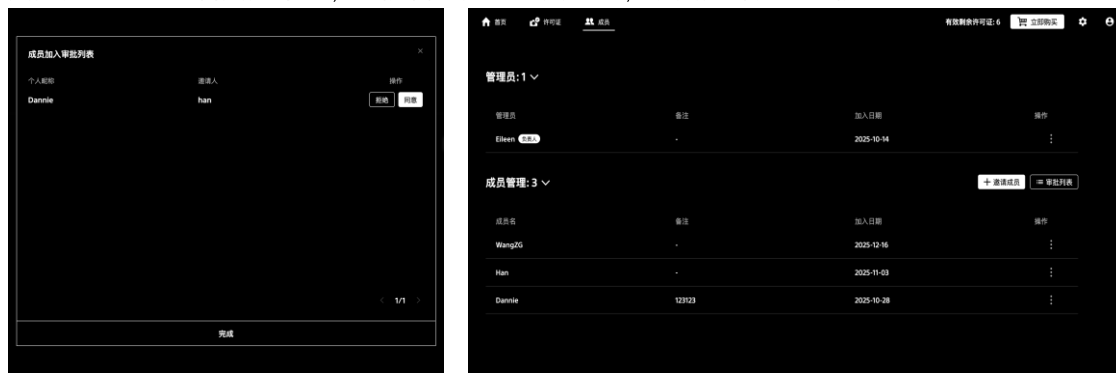 成员加入审批列表 ×
个人昵称 邀请人 操作
Dannie han 拒绝 同意
< 1/1 >
完成
首页 许可证 成员 有效剩余许可证: 6 立即购买
管理员: 1
管理员 备注 加入日期 操作
Eileen 负责人 - 2025-10-14
成员管理: 3 + 邀请成员 审批列表
成员名 备注 加入日期 操作
WangZG - 2025-12-16
Han - 2025-11-03
Dannie 123123 2025-10-28